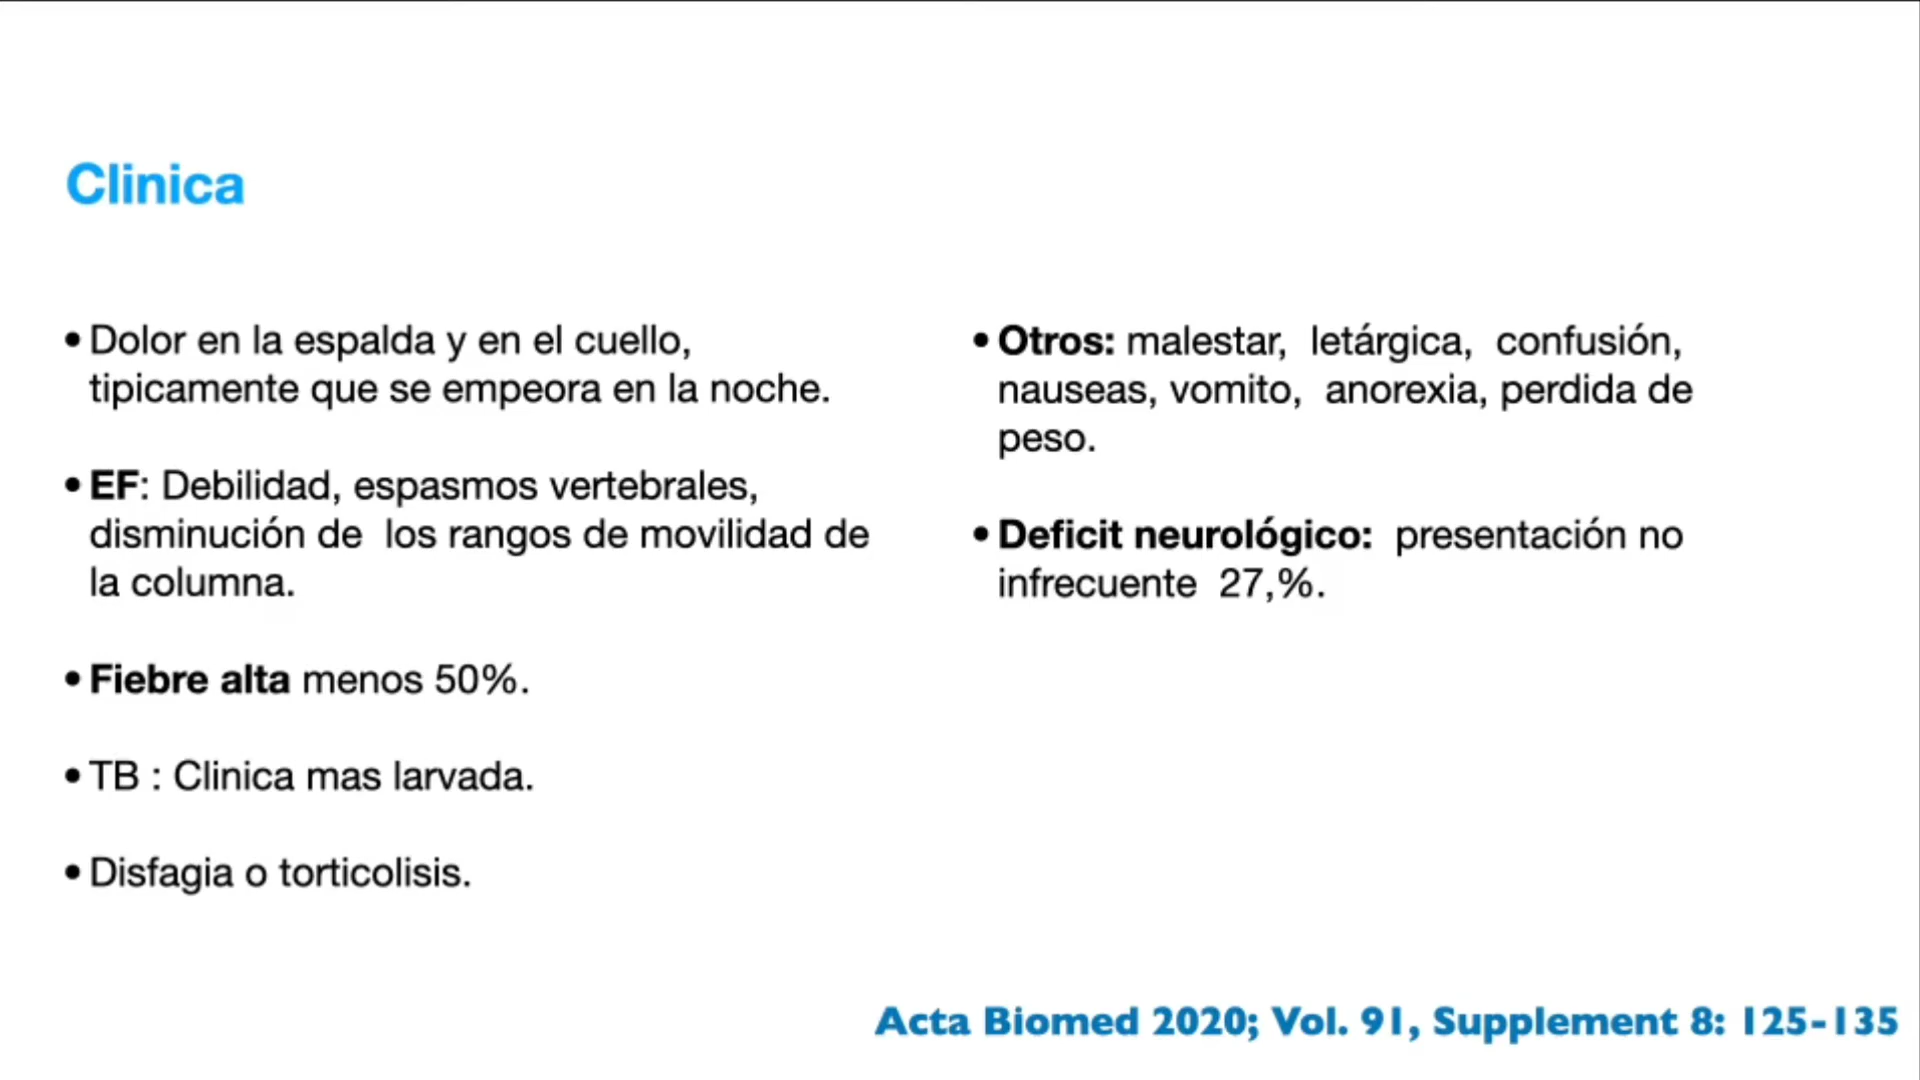 Clinica
• Dolor en la espalda y en el cuello,
tipicamente que se empeora en la noche.
• EF: Debilidad, espasmos vertebrales,
disminución de los rangos de movilidad de
la columna.
• Fiebre alta menos 50%.
• TB : Clinica mas larvada.
• Disfagia o torticolisis.
• Otros: malestar, letárgica, confusión,
nauseas, vomito, anorexia, perdida de
peso.
• Deficit neurológico: presentación no
infrecuente 27,%.
Acta Biomed 2020; Vol. 91, Supplement 8: 125-135